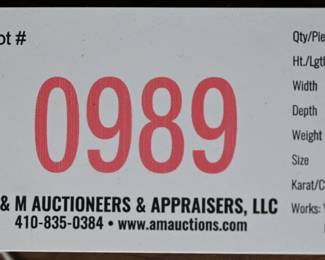 ot #
0989
& M AUCTIONEERS & APPRAISERS, LLC
410-835-0384 • www.amauctions.com
Qty/Pie
Ht./Lgt
Width
Depth
Weight
Size
Karat/C
Works: